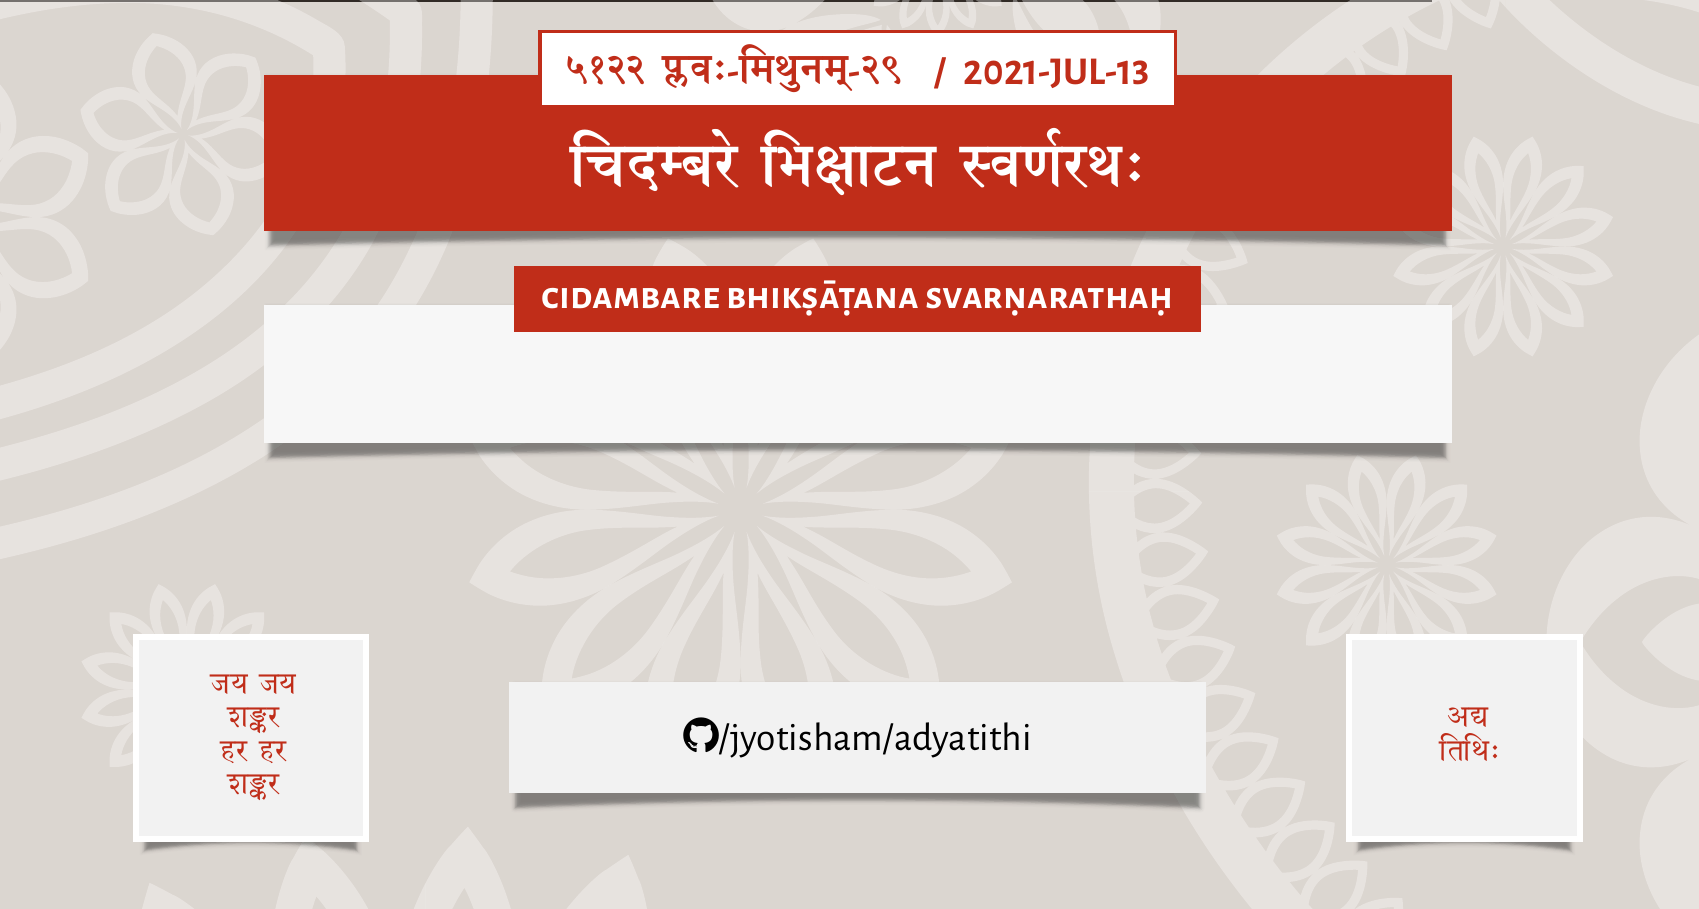 ५१२२ प्लवः-मिथुनम्-२९ / 2021-JUL-13
चिदम्बरे भिक्षाटन स्वर्णरथः
CIDAMBARE BHIKṢĀṬANA SVARṆARATHAḤ
जय जय
शङ्कर
हर हर
शङ्कर
/jyotisham/adyatithi
अद्य
तिथिः